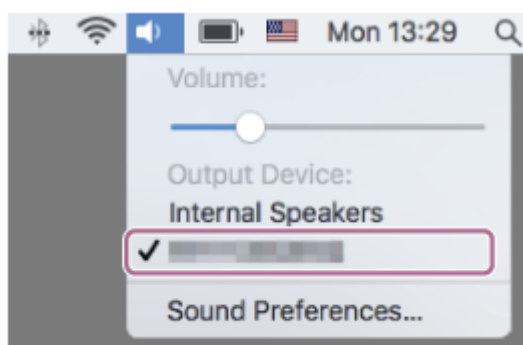 Mon 13:29
Volume:
Output Device:
Internal Speakers
Sound Preferences...